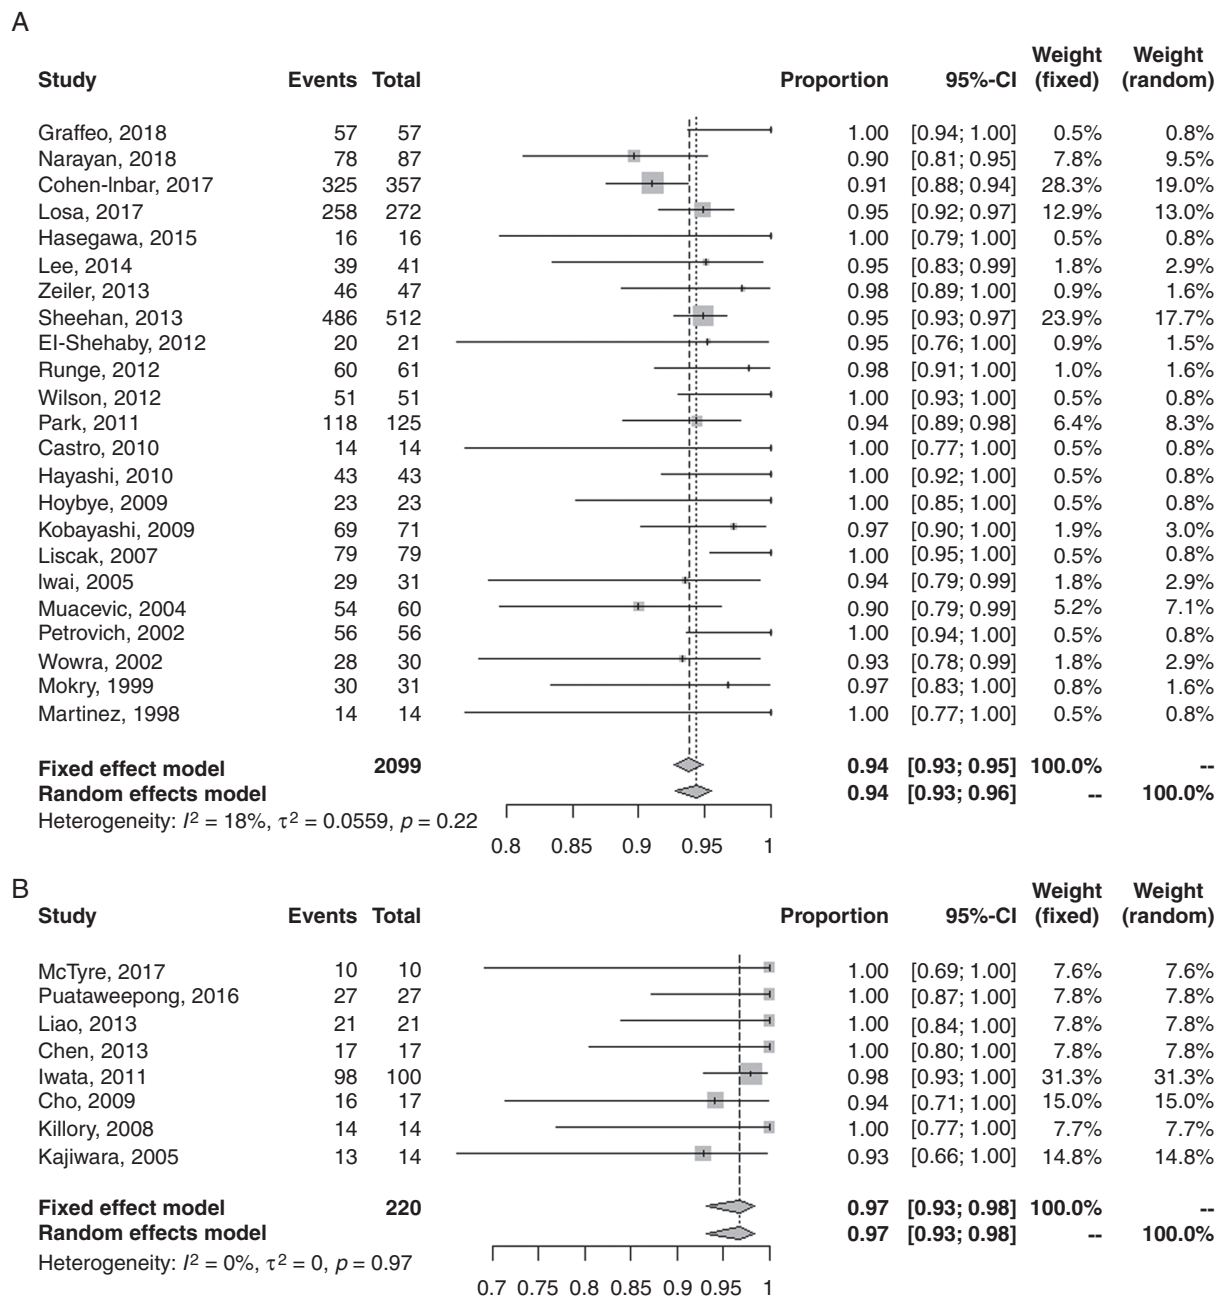 A
Weight Weight
Study Events Total Proportion 95%-CI (fixed) (random)
Graffeo, 2018 57 57 1.00 [0.94; 1.00] 0.5% 0.8%
Narayan, 2018 78 87 0.90 [0.81; 0.95] 7.8% 9.5%
Cohen-Inbar, 2017 325 357 0.91 [0.88; 0.94] 28.3% 19.0%
Losa, 2017 258 272 0.95 [0.92; 0.97] 12.9% 13.0%
Hasegawa, 2015 16 16 1.00 [0.79; 1.00] 0.5% 0.8%
Lee, 2014 39 41 0.95 [0.83; 0.99] 1.8% 2.9%
Zeiler, 2013 46 47 0.98 [0.89; 1.00] 0.9% 1.6%
Sheehan, 2013 486 512 0.95 [0.93; 0.97] 23.9% 17.7%
El-Shehaby, 2012 20 21 0.95 [0.76; 1.00] 0.9% 1.5%
Runge, 2012 60 61 0.98 [0.91; 1.00] 1.0% 1.6%
Wilson, 2012 51 51 1.00 [0.93; 1.00] 0.5% 0.8%
Park, 2011 118 125 0.94 [0.89; 0.98] 6.4% 8.3%
Castro, 2010 14 14 1.00 [0.77; 1.00] 0.5% 0.8%
Hayashi, 2010 43 43 1.00 [0.92; 1.00] 0.5% 0.8%
Hoybye, 2009 23 23 1.00 [0.85; 1.00] 0.5% 0.8%
Kobayashi, 2009 69 71 0.97 [0.90; 1.00] 1.9% 3.0%
Liscak, 2007 79 79 1.00 [0.95; 1.00] 0.5% 0.8%
Iwai, 2005 29 31 0.94 [0.79; 0.99] 1.8% 2.9%
Muacevic, 2004 54 60 0.90 [0.79; 0.99] 5.2% 7.1%
Petrovich, 2002 56 56 1.00 [0.94; 1.00] 0.5% 0.8%
Wowra, 2002 28 30 0.93 [0.78; 0.99] 1.8% 2.9%
Mokry, 1999 30 31 0.97 [0.83; 1.00] 0.8% 1.6%
Martinez, 1998 14 14 1.00 [0.77; 1.00] 0.5% 0.8%
Fixed effect model 2099 0.94 [0.93; 0.95] 100.0% --
Random effects model 0.94 [0.93; 0.96] -- 100.0%
Heterogeneity: I² = 18%, τ² = 0.0559, p = 0.22
0.8 0.85 0.9 0.95 1
B
Weight Weight
Study Events Total Proportion 95%-CI (fixed) (random)
McTyre, 2017 10 10 1.00 [0.69; 1.00] 7.6% 7.6%
Puataweepong, 2016 27 27 1.00 [0.87; 1.00] 7.8% 7.8%
Liao, 2013 21 21 1.00 [0.84; 1.00] 7.8% 7.8%
Chen, 2013 17 17 1.00 [0.80; 1.00] 7.8% 7.8%
Iwata, 2011 98 100 0.98 [0.93; 1.00] 31.3% 31.3%
Cho, 2009 16 17 0.94 [0.71; 1.00] 15.0% 15.0%
Killory, 2008 14 14 1.00 [0.77; 1.00] 7.7% 7.7%
Kajiwara, 2005 13 14 0.93 [0.66; 1.00] 14.8% 14.8%
Fixed effect model 220 0.97 [0.93; 0.98] 100.0% --
Random effects model 0.97 [0.93; 0.98] -- 100.0%
Heterogeneity: I² = 0%, τ² = 0, p = 0.97
0.7 0.75 0.8 0.85 0.9 0.95 1